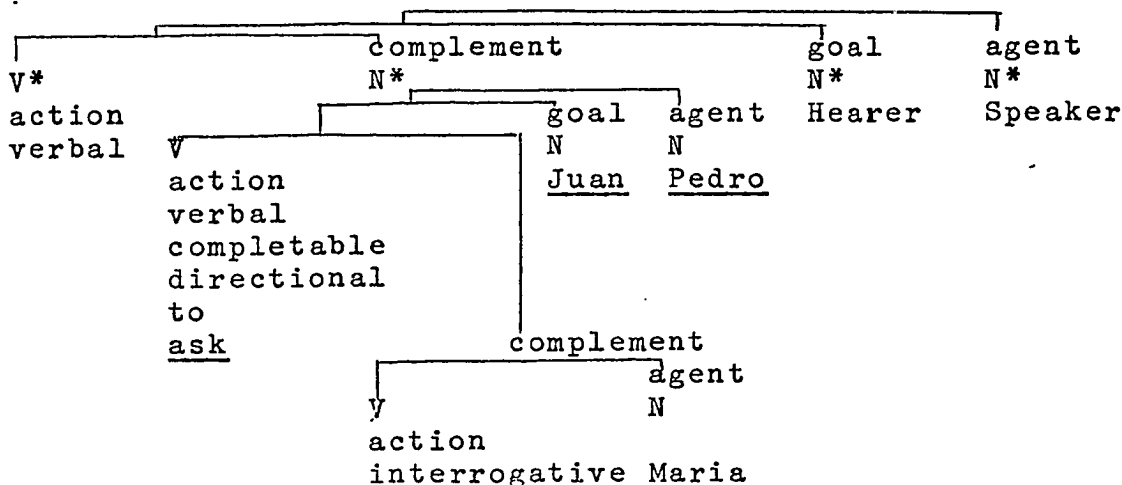 complement goal agent
V* N* N* N*
action Hearer Speaker
verbal
goal agent
V N N
action Juan Pedro
verbal
completable
directional
to
ask
complement
agent
V N
action
interrogative Maria